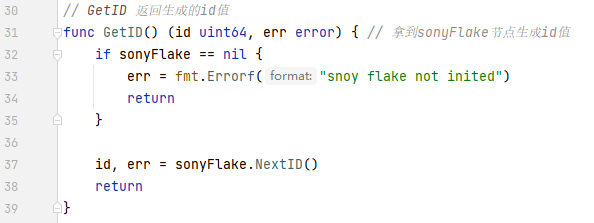 30 // GetID 返回生成的id值
31 func GetID() (id uint64, err error) { // 拿到sonyFlake节点生成id值
32     if sonyFlake == nil {
33         err = fmt.Errorf( format: "snoy flake not inited")
34         return
35     }
36
37     id, err = sonyFlake.NextID()
38     return
39 }